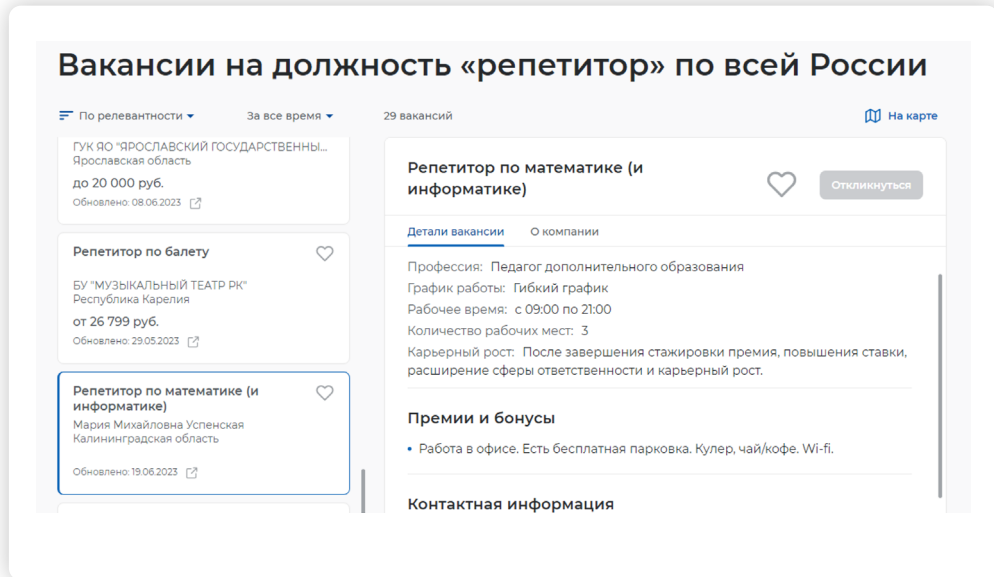 Вакансии на должность «репетитор» по всей России
По релевантности
За все время
29 вакансий
На карте
ГУК ЯО "ЯРОСЛАВСКИЙ ГОСУДАРСТВЕННЫ...
Ярославская область
до 20 000 руб.
Обновлено: 08.06.2023
Репетитор по балету
БУ "МУЗЫКАЛЬНЫЙ ТЕАТР РК"
Республика Карелия
от 26 799 руб.
Обновлено: 29.05.2023
Репетитор по математике (и
информатике)
Мария Михайловна Успенская
Калининградская область
Обновлено: 19.06.2023
Репетитор по математике (и
информатике)
Откликнуться
Детали вакансии
О компании
Профессия: Педагог дополнительного образования
График работы: Гибкий график
Рабочее время: с 09:00 по 21:00
Количество рабочих мест: 3
Карьерный рост: После завершения стажировки премия, повышения ставки,
расширение сферы ответственности и карьерный рост.
Премии и бонусы
• Работа в офисе. Есть бесплатная парковка. Кулер, чай/кофе. Wi-fi.
Контактная информация